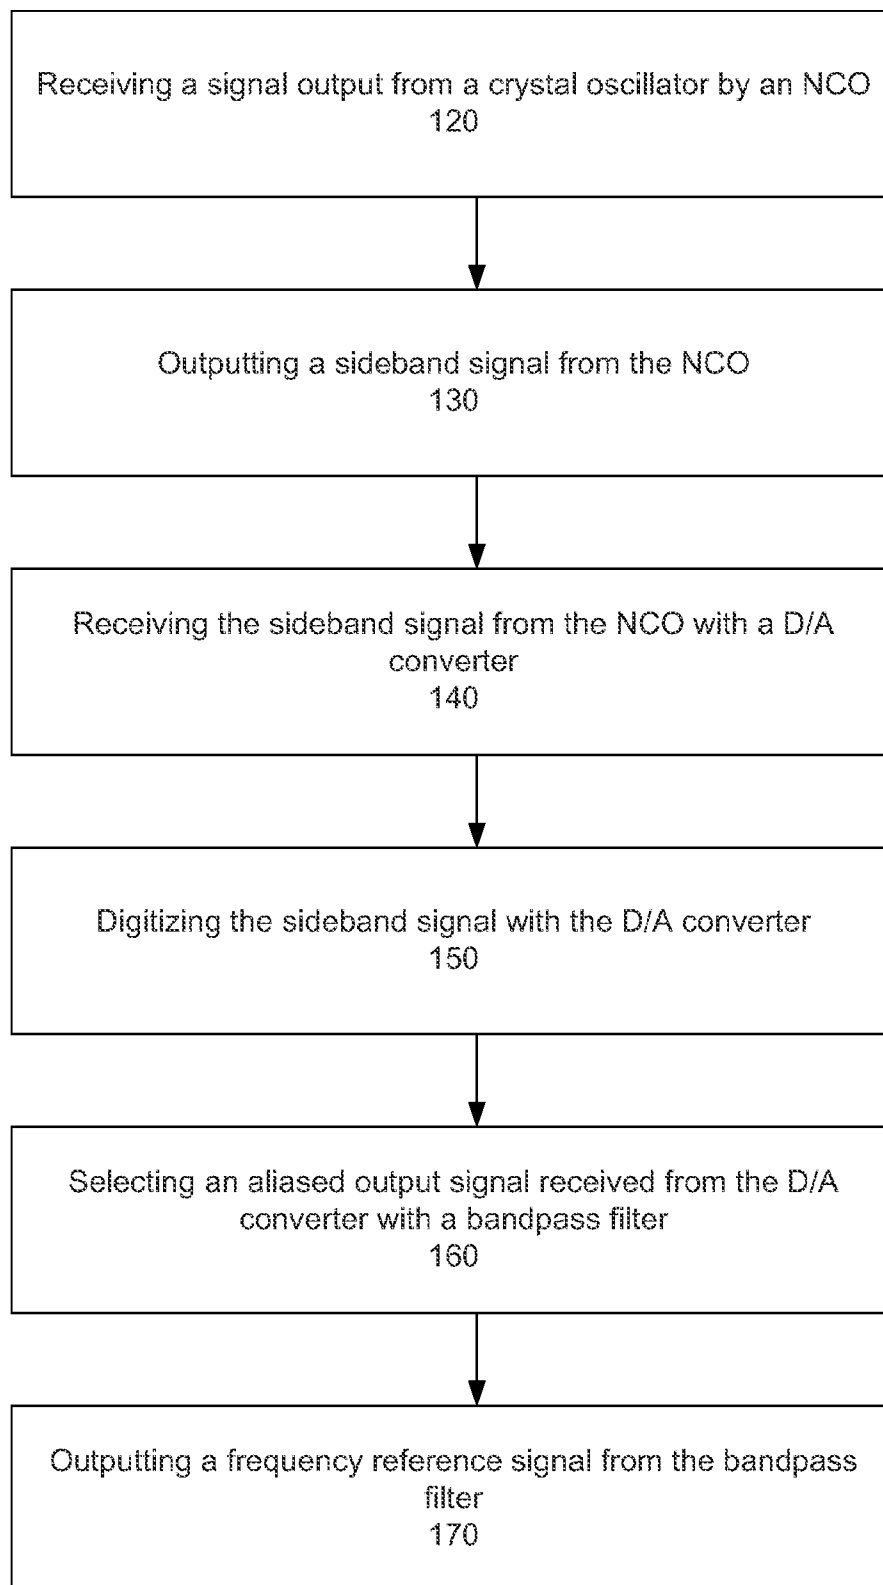 Receiving a signal output from a crystal oscillator by an NCO
120
Outputting a sideband signal from the NCO
130
Receiving the sideband signal from the NCO with a D/A
converter
140
Digitizing the sideband signal with the D/A converter
150
Selecting an aliased output signal received from the D/A
converter with a bandpass filter
160
Outputting a frequency reference signal from the bandpass
filter
170